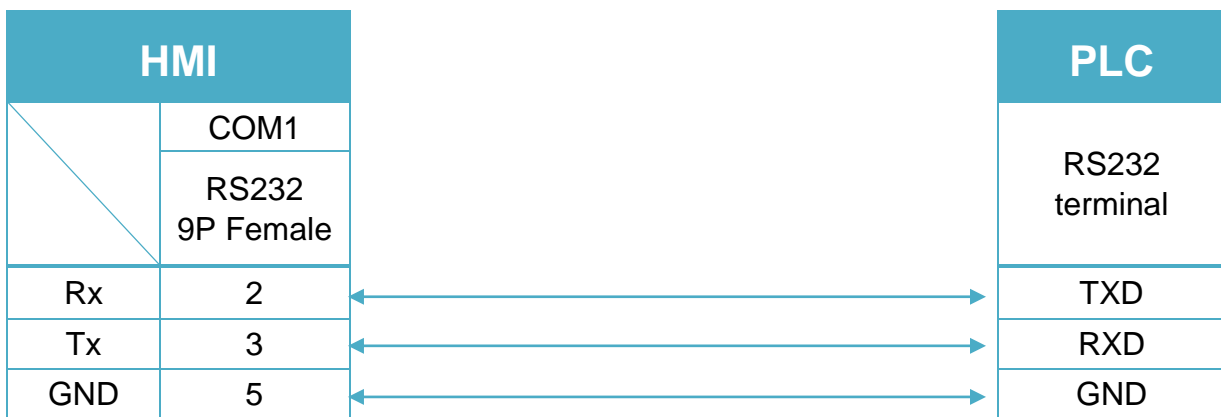 HMI
PLC
COM1
RS232
9P Female
RS232
terminal
Rx 2 TXD
Tx 3 RXD
GND 5 GND